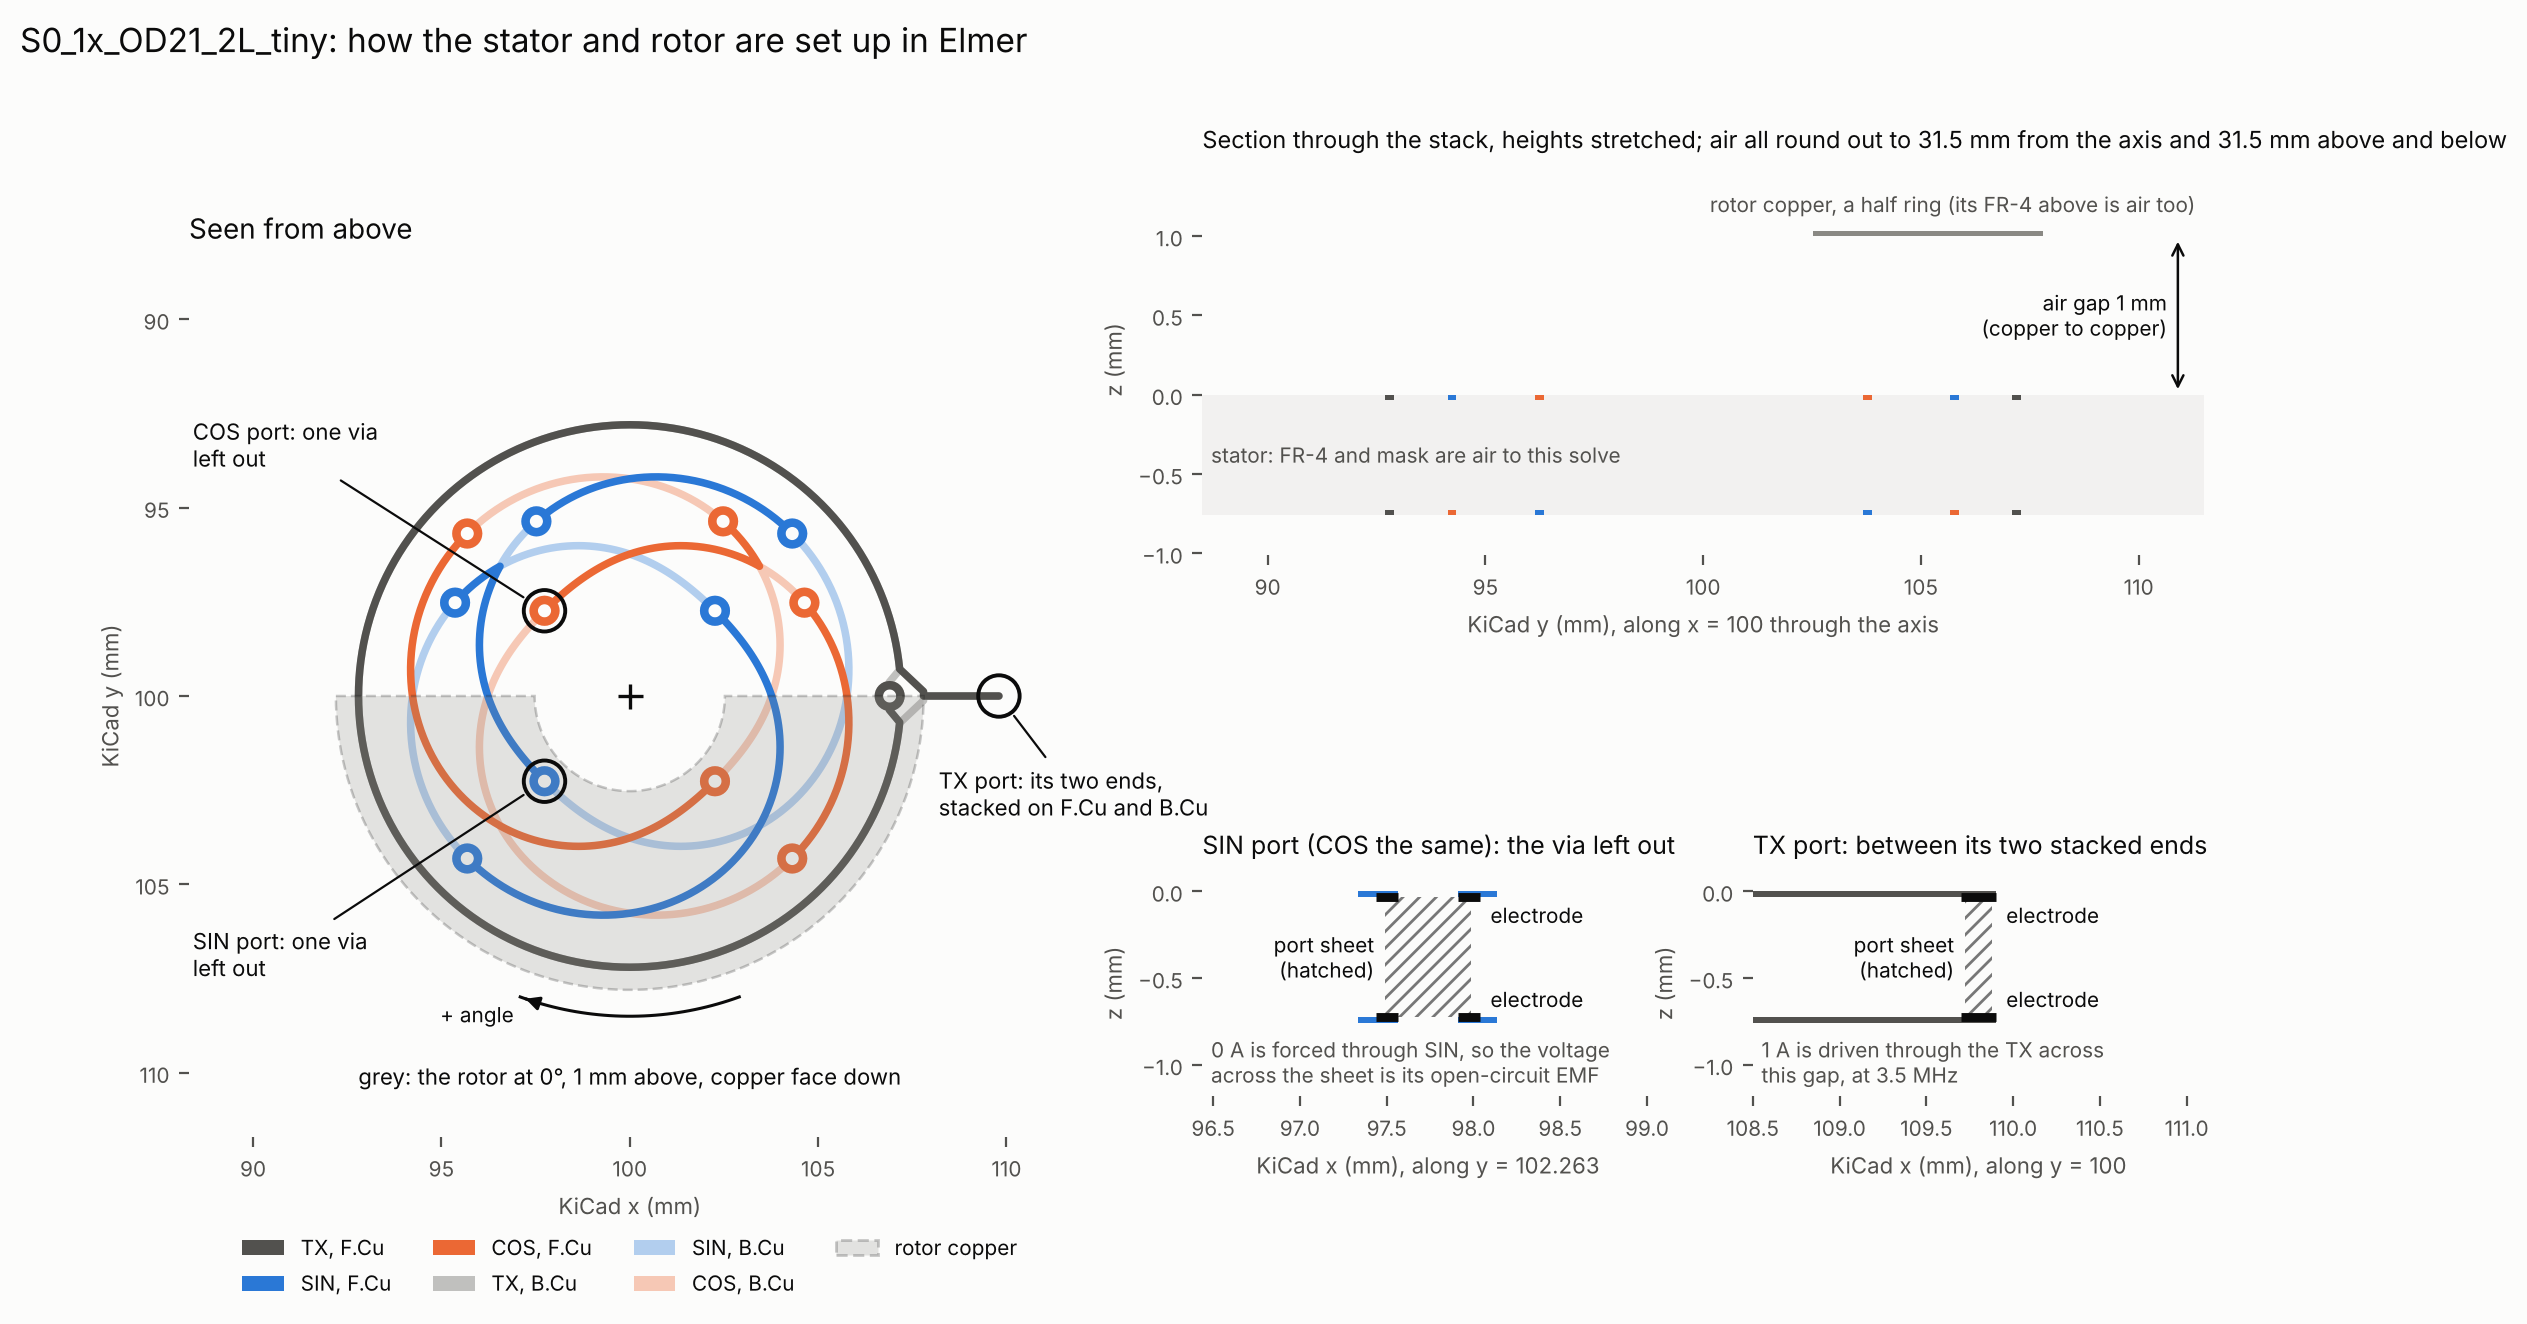 S0_1x_OD21_2L_tiny: how the stator and rotor are set up in Elmer
Seen from above
90
95
100
105
110
KiCad y (mm)
COS port: one via
left out
SIN port: one via
left out
TX port: its two ends,
stacked on F.Cu and B.Cu
+ angle
grey: the rotor at 0°, 1 mm above, copper face down
90
95
100
105
110
KiCad x (mm)
TX, F.Cu
COS, F.Cu
SIN, B.Cu
rotor copper
SIN, F.Cu
TX, B.Cu
COS, B.Cu
Section through the stack, heights stretched; air all round out to 31.5 mm from the axis and 31.5 mm above and below
rotor copper, a half ring (its FR-4 above is air too)
1.0
0.5
0.0
−0.5
−1.0
z (mm)
air gap 1 mm
(copper to copper)
stator: FR-4 and mask are air to this solve
90
95
100
105
110
KiCad y (mm), along x = 100 through the axis
SIN port (COS the same): the via left out
0.0
−0.5
−1.0
z (mm)
electrode
port sheet
(hatched)
electrode
0 A is forced through SIN, so the voltage
across the sheet is its open-circuit EMF
96.5
97.0
97.5
98.0
98.5
99.0
KiCad x (mm), along y = 102.263
TX port: between its two stacked ends
0.0
−0.5
−1.0
z (mm)
electrode
port sheet
(hatched)
electrode
1 A is driven through the TX across
this gap, at 3.5 MHz
108.5
109.0
109.5
110.0
110.5
111.0
KiCad x (mm), along y = 100